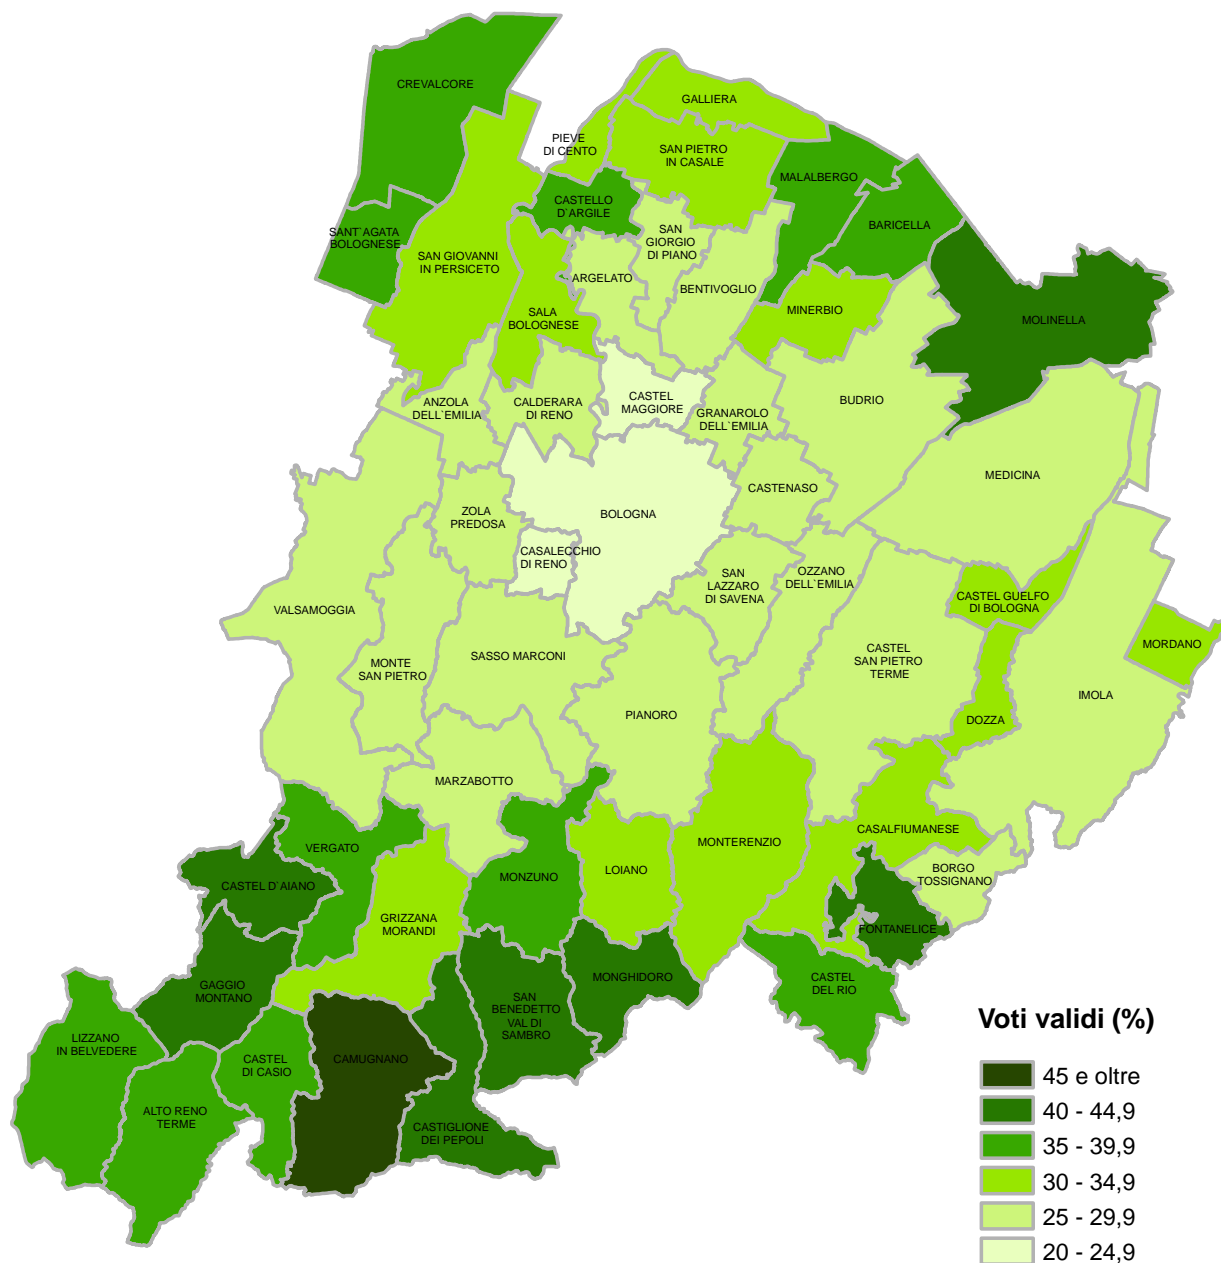 CREVALCORE
GALLIERA
PIEVE
DI CENTO
SAN PIETRO
IN CASALE
MALALBERGO
CASTELLO
D`ARGILE
BARICELLA
SANT`AGATA
BOLOGNESE
SAN GIOVANNI
IN PERSICETO
SAN
GIORGIO
DI PIANO
ARGELATO
BENTIVOGLIO
SALA
BOLOGNESE
MINERBIO
MOLINELLA
ANZOLA
DELL`EMILIA
CALDERARA
DI RENO
CASTEL
MAGGIORE
GRANAROLO
DELL`EMILIA
BUDRIO
MEDICINA
CASTENASO
ZOLA
PREDOSA
BOLOGNA
CASALECCHIO
DI RENO
SAN
LAZZARO
DI SAVENA
OZZANO
DELL`EMILIA
CASTEL GUELFO
DI BOLOGNA
VALSAMOGGIA
MONTE
SAN PIETRO
SASSO MARCONI
CASTEL
SAN PIETRO
TERME
MORDANO
IMOLA
PIANORO
DOZZA
MARZABOTTO
VERGATO
MONTERENZIO
CASALFIUMANESE
LOIANO
BORGO
TOSSIGNANO
CASTEL D`AIANO
MONZUNO
GRIZZANA
MORANDI
FONTANELICE
GAGGIO
MONTANO
MONGHIDORO
CASTEL
DEL RIO
SAN
BENEDETTO
VAL DI
SAMBRO
LIZZANO
IN BELVEDERE
CASTEL
DI CASIO
CAMUGNANO
ALTO RENO
TERME
CASTIGLIONE
DEI PEPOLI
Voti validi (%)
45 e oltre
40 - 44,9
35 - 39,9
30 - 34,9
25 - 29,9
20 - 24,9